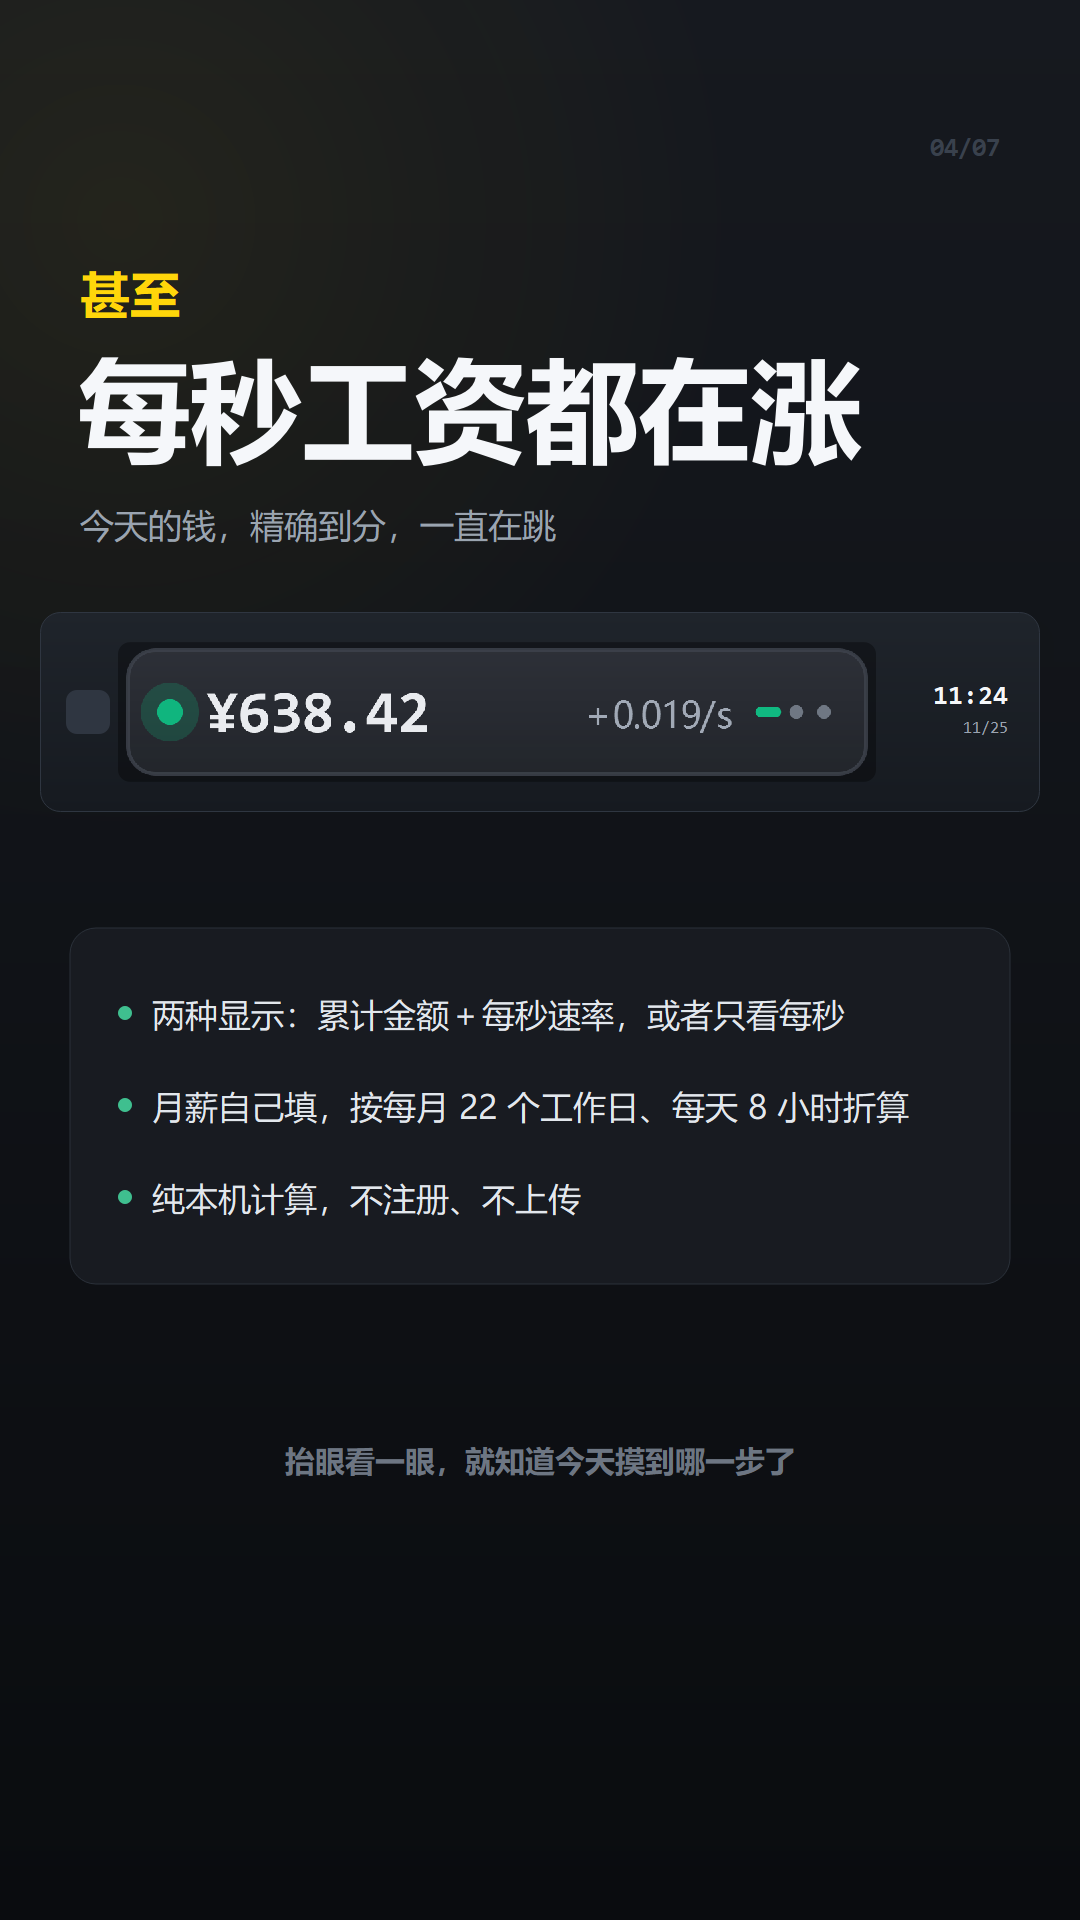 04/07
甚至
每秒工资都在涨
今天的钱，精确到分，一直在跳
¥638.42 +0.019/s 11:24
11/25
两种显示：累计金额 + 每秒速率，或者只看每秒
月薪自己填，按每月 22 个工作日、每天 8 小时折算
纯本机计算，不注册、不上传
抬眼看一眼，就知道今天摸到哪一步了